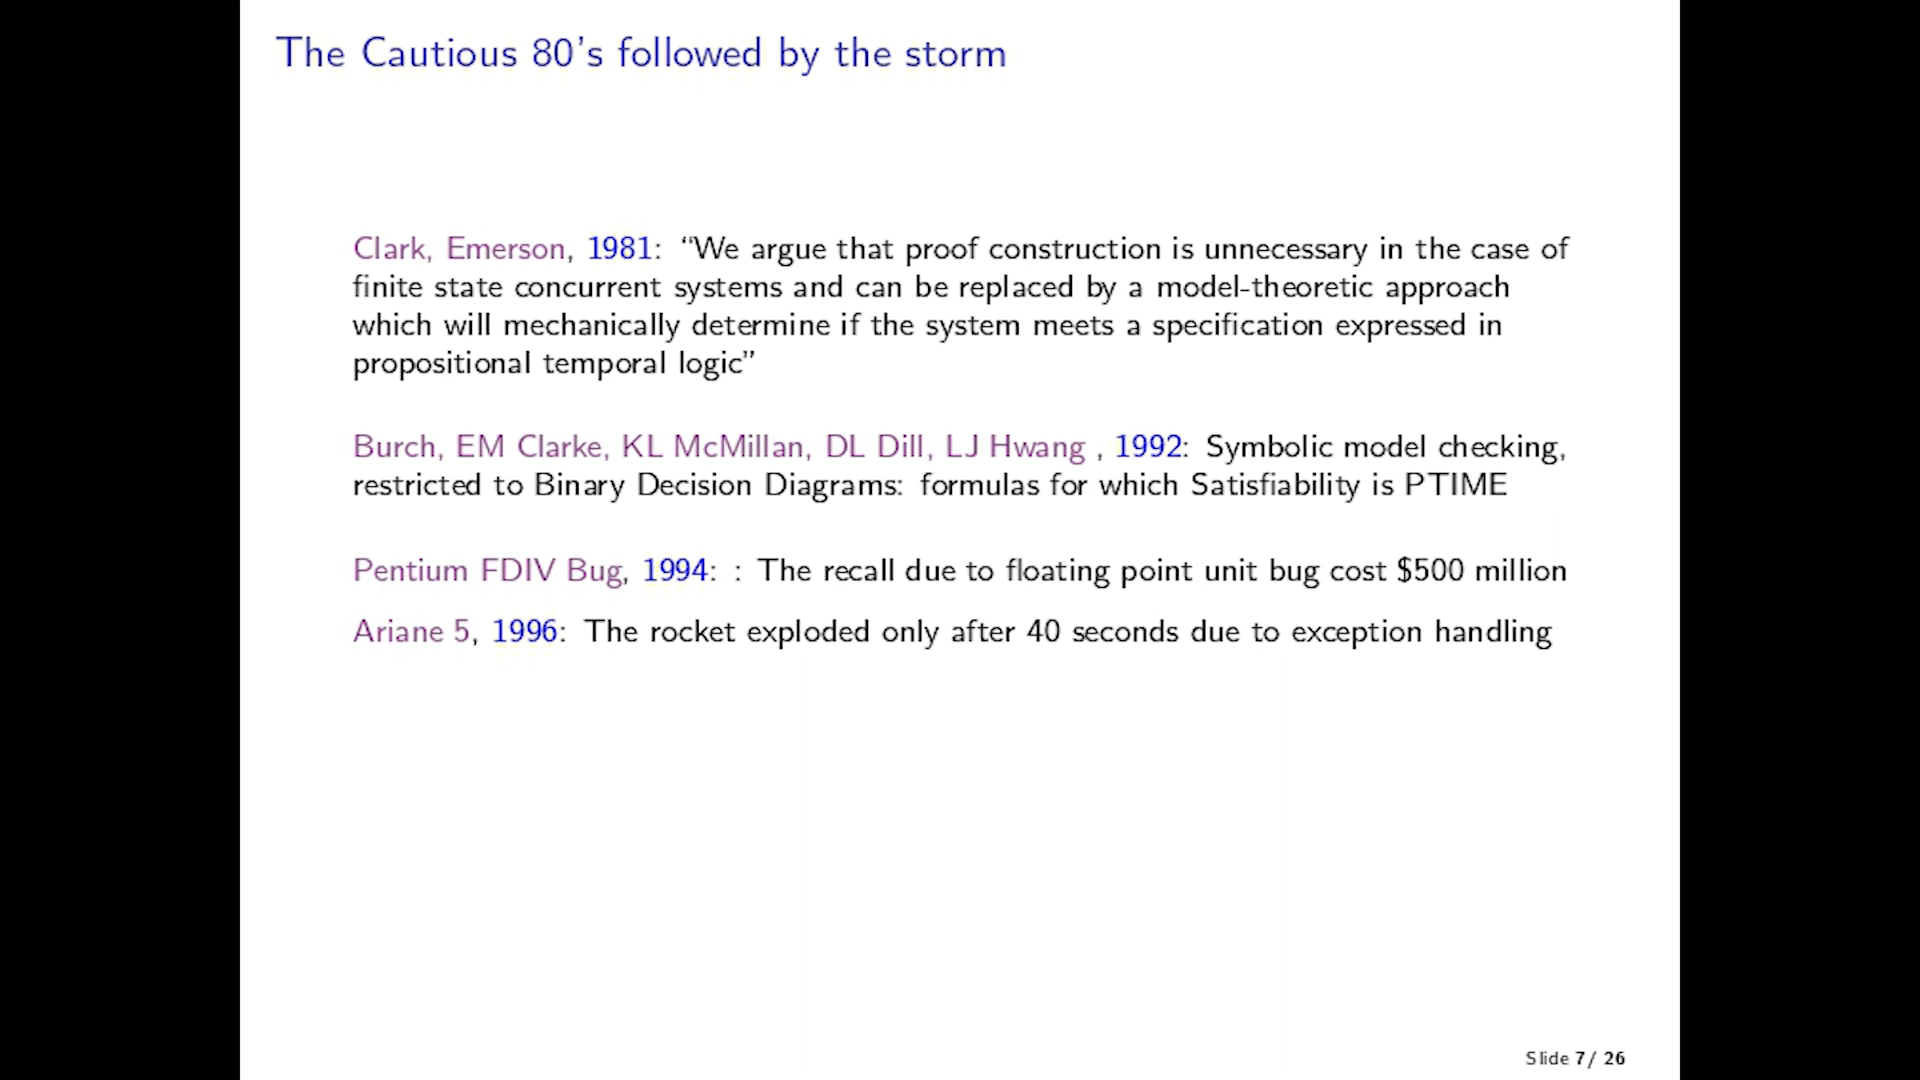 The Cautious 80's followed by the storm
Clark, Emerson, 1981: “We argue that proof construction is unnecessary in the case of
finite state concurrent systems and can be replaced by a model-theoretic approach
which will mechanically determine if the system meets a specification expressed in
propositional temporal logic”
Burch, EM Clarke, KL McMillan, DL Dill, LJ Hwang , 1992: Symbolic model checking,
restricted to Binary Decision Diagrams: formulas for which Satisfiability is PTIME
Pentium FDIV Bug, 1994: : The recall due to floating point unit bug cost $500 million
Ariane 5, 1996: The rocket exploded only after 40 seconds due to exception handling
Slide 7/ 26